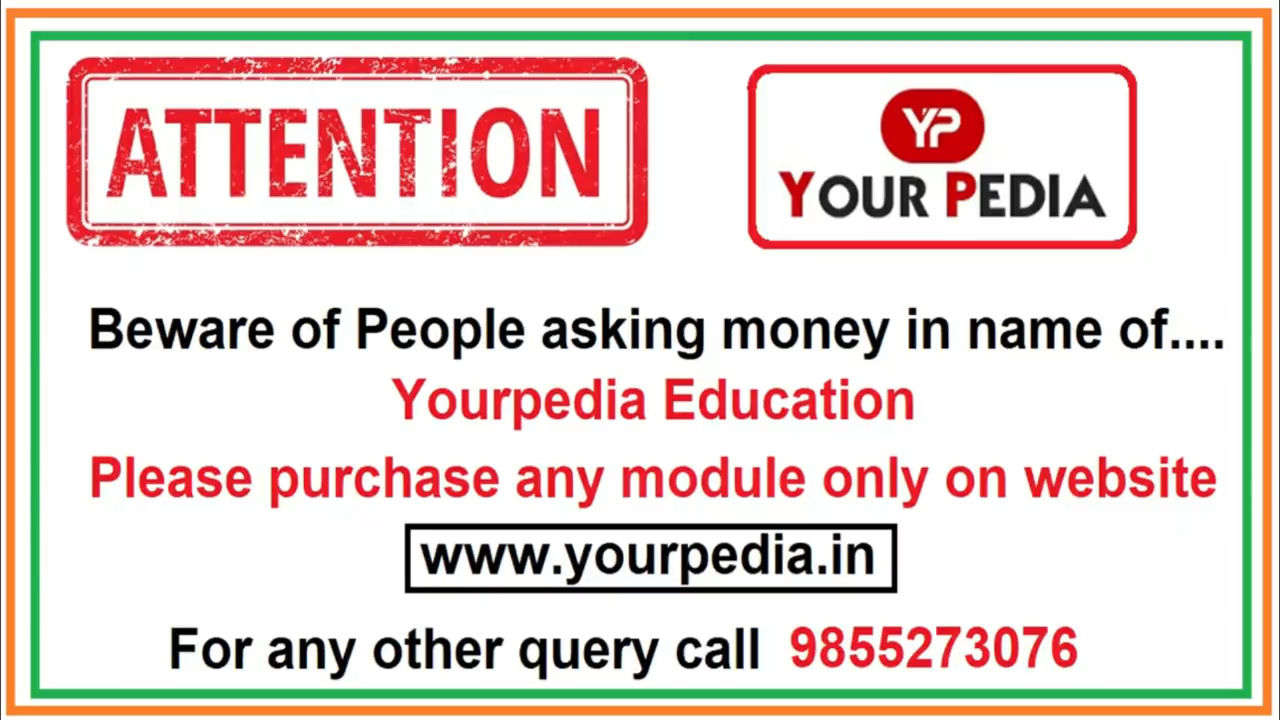 ATTENTION
YP
YOUR PEDIA
Beware of People asking money in name of....
Yourpedia Education
Please purchase any module only on website
www.yourpedia.in
For any other query call 9855273076